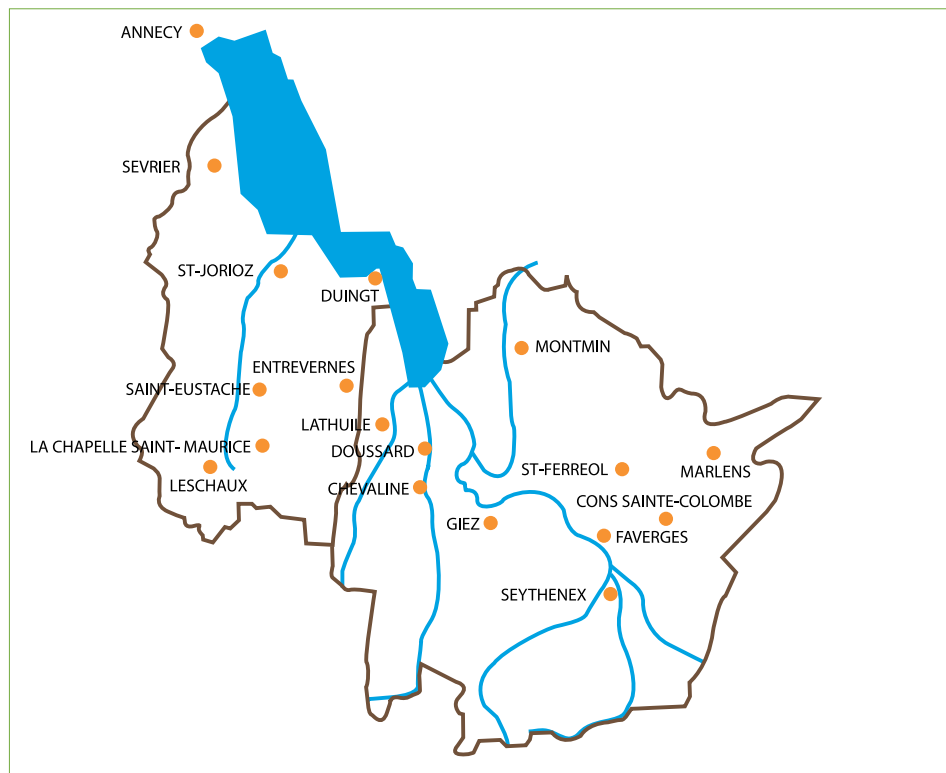 ANNECY
SEVRIER
ST-JORIOZ
DUINGT
MONTMIN
ENTREVERNES
SAINT-EUSTACHE
LATHUILE
LA CHAPELLE SAINT- MAURICE
DOUSSARD
LESCHAUX
ST-FERREOL
MARLENS
CHEVALINE
CONS SAINTE-COLOMBE
GIEZ
FAVERGES
SEYTHENEX